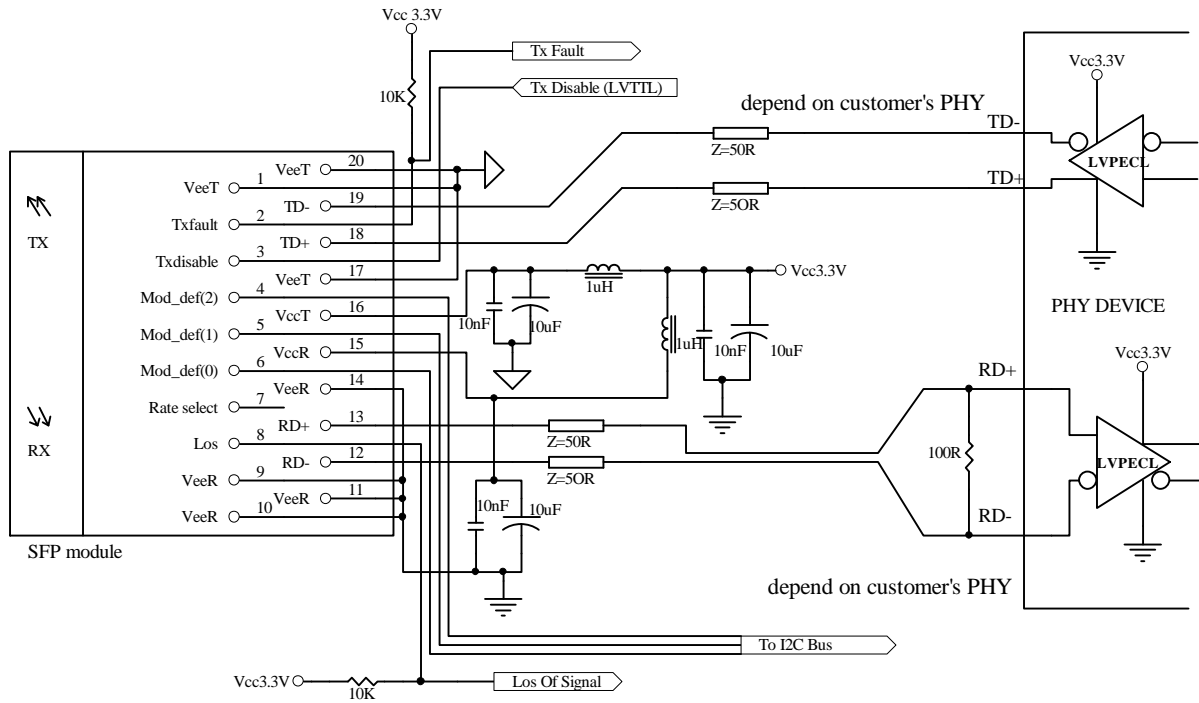 Vcc 3.3V
Tx Fault
10K
Tx Disable (LVTTL)
depend on customer's PHY
Vcc3.3V
TD-
Z=50R
LVPECL
TD+
Z=5OR
VeeT 20
VeeT 1
TD- 19
Txfault 2
TX
TD+ 18
Txdisable 3
VeeT 17
Mod_def(2) 4
VccT 16
Mod_def(1) 5
VccR 15
Mod_def(0) 6
VeeR 14
Rate select 7
RD+ 13
RX
Los 8
RD- 12
VeeR 9
VeeR 11
VeeR 10
SFP module
1uH
Vcc3.3V
10nF
10uF
1uH
10nF
10uF
PHY DEVICE
Vcc3.3V
RD+
Z=50R
100R
LVPECL
Z=5OR
10nF
10uF
RD-
depend on customer's PHY
To I2C Bus
Vcc3.3V
10K
Los Of Signal